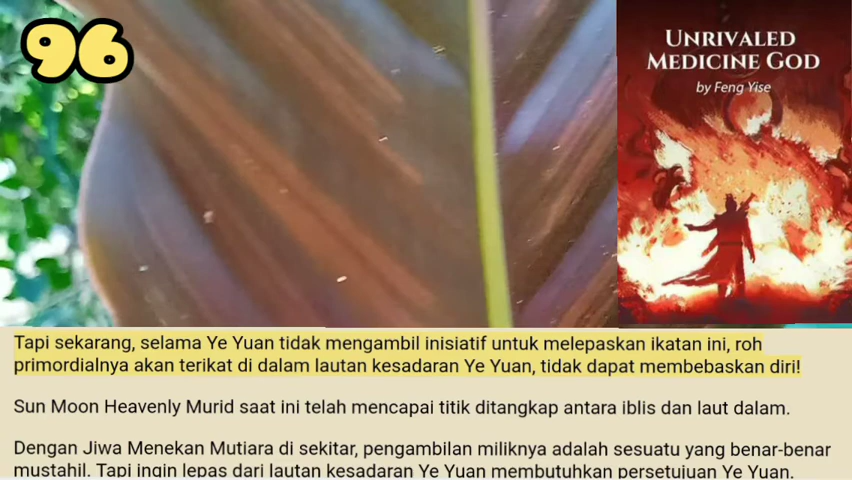 96
UNRIVALED
MEDICINE GOD
by Feng Yise
Tapi sekarang, selama Ye Yuan tidak mengambil inisiatif untuk melepaskan ikatan ini, roh
primordialnya akan terikat di dalam lautan kesadaran Ye Yuan, tidak dapat membebaskan diri!
Sun Moon Heavenly Murid saat ini telah mencapai titik ditangkap antara iblis dan laut dalam.
Dengan Jiwa Menekan Mutiara di sekitar, pengambilan miliknya adalah sesuatu yang benar-benar
mustahil. Tapi ingin lepas dari lautan kesadaran Ye Yuan membutuhkan persetujuan Ye Yuan.